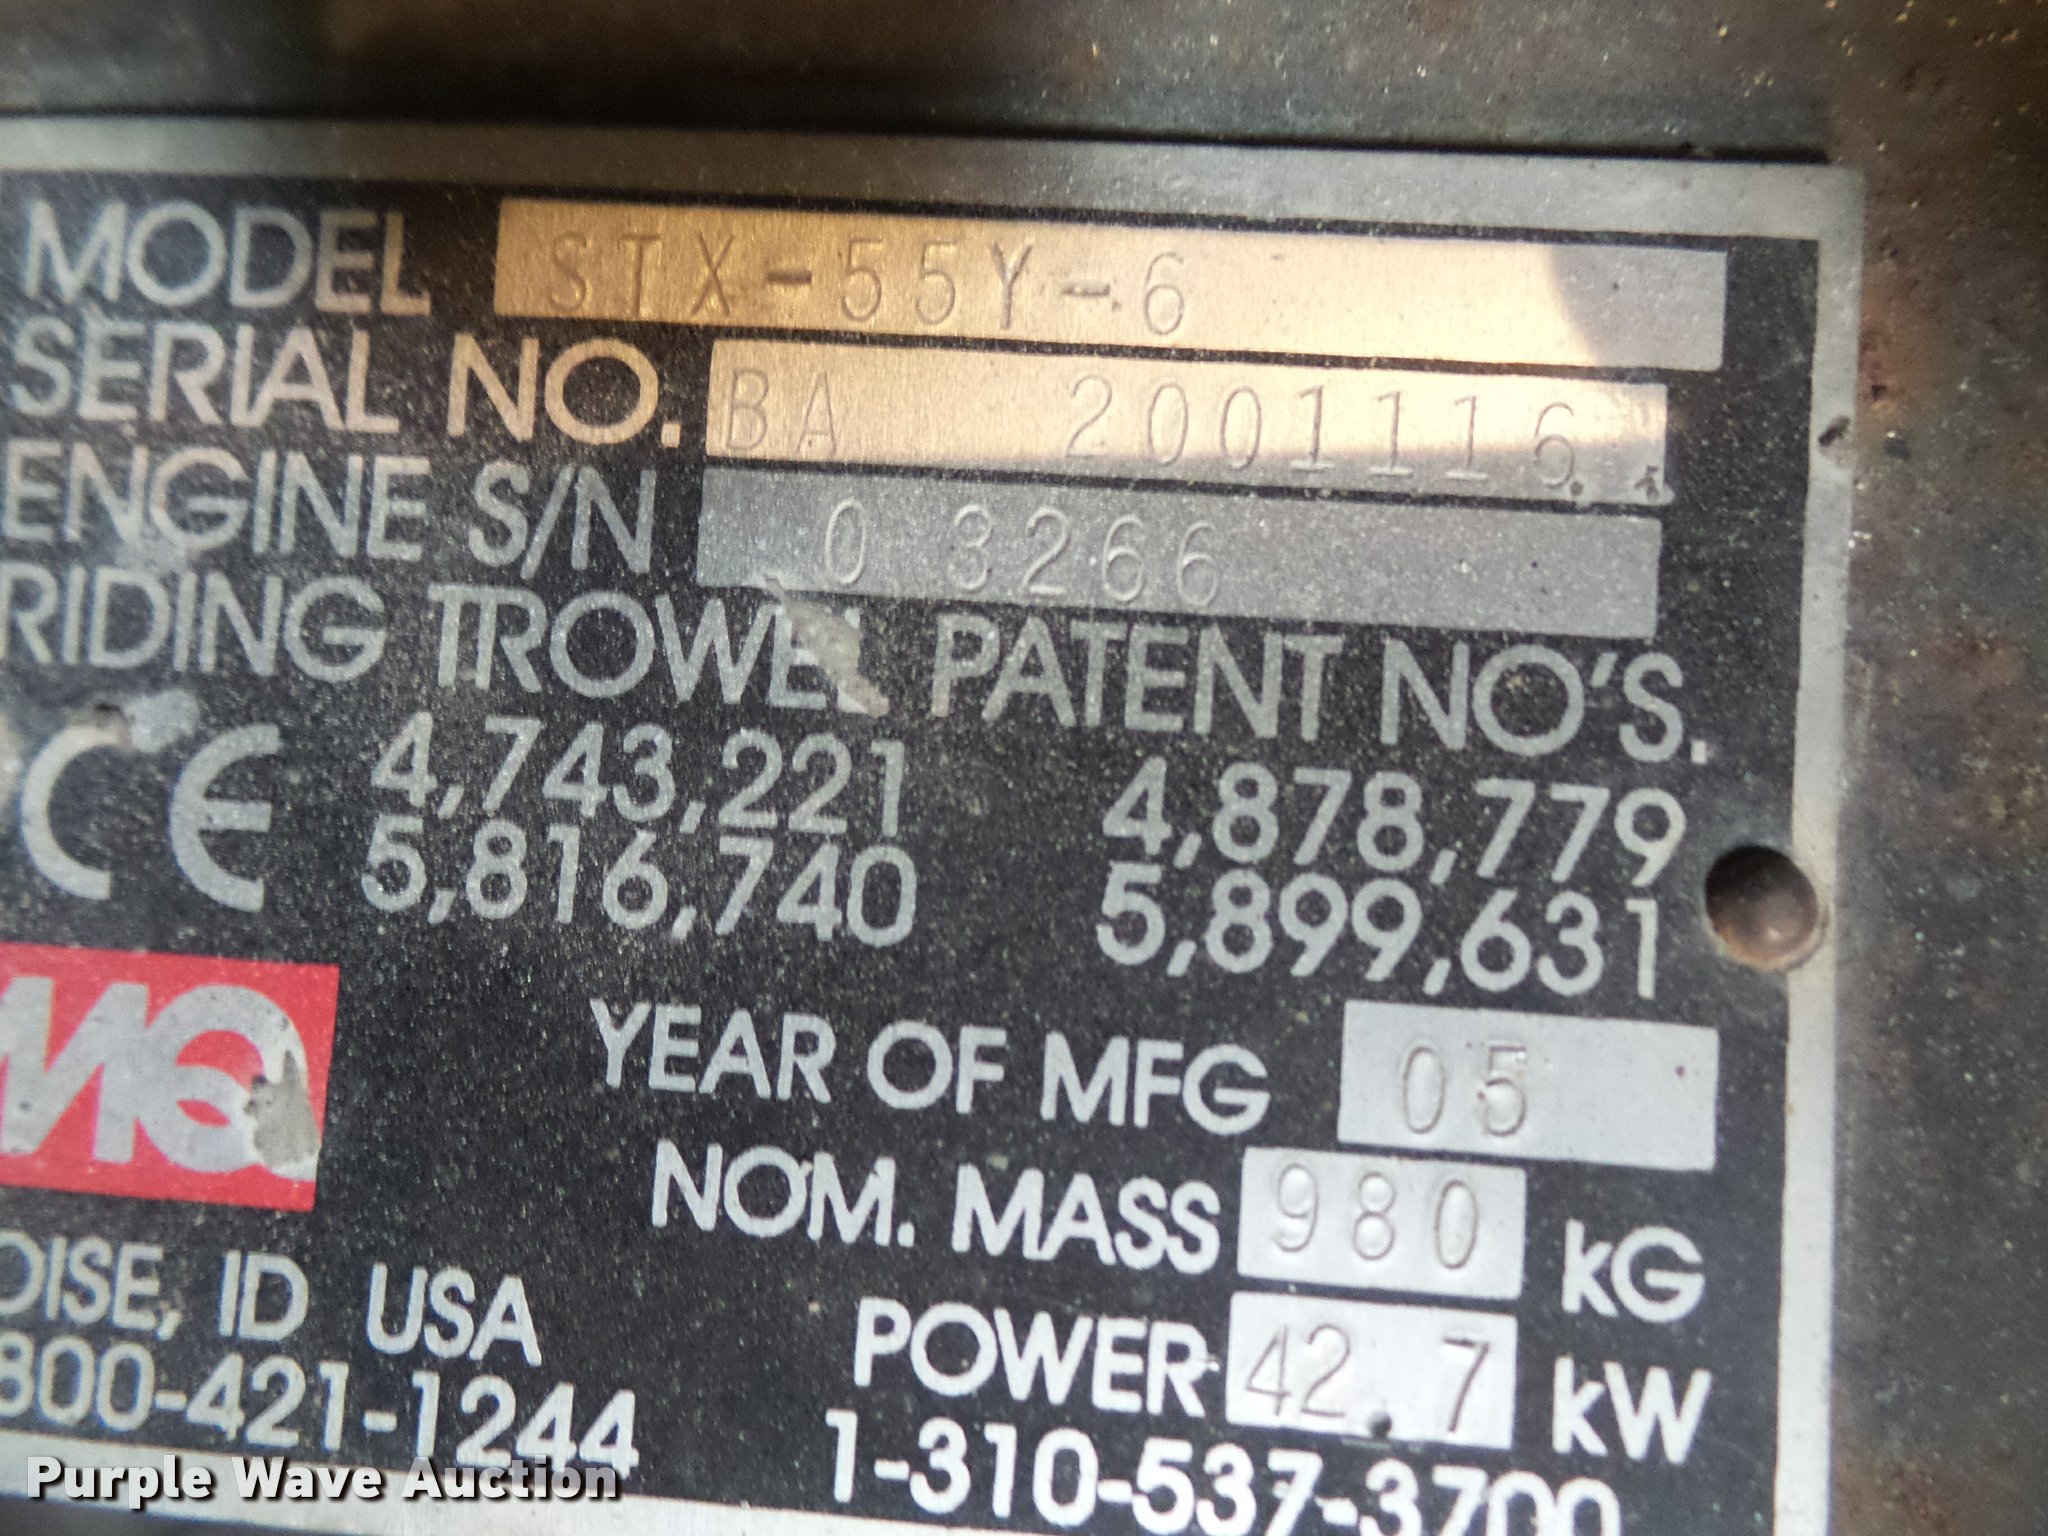 MODEL STX-55Y-6
SERIAL NO. BA 2001116
ENGINE S/N 03266
RIDING TROWEL PATENT NO'S.
CE 4,743,221 4,878,779
5,816,740 5,899,631
MQ
YEAR OF MFG 05
NOM. MASS 980 kG
OISE, ID USA
POWER 42.7 kW
800-421-1244
1-310-537-3700
Purple Wave Auction